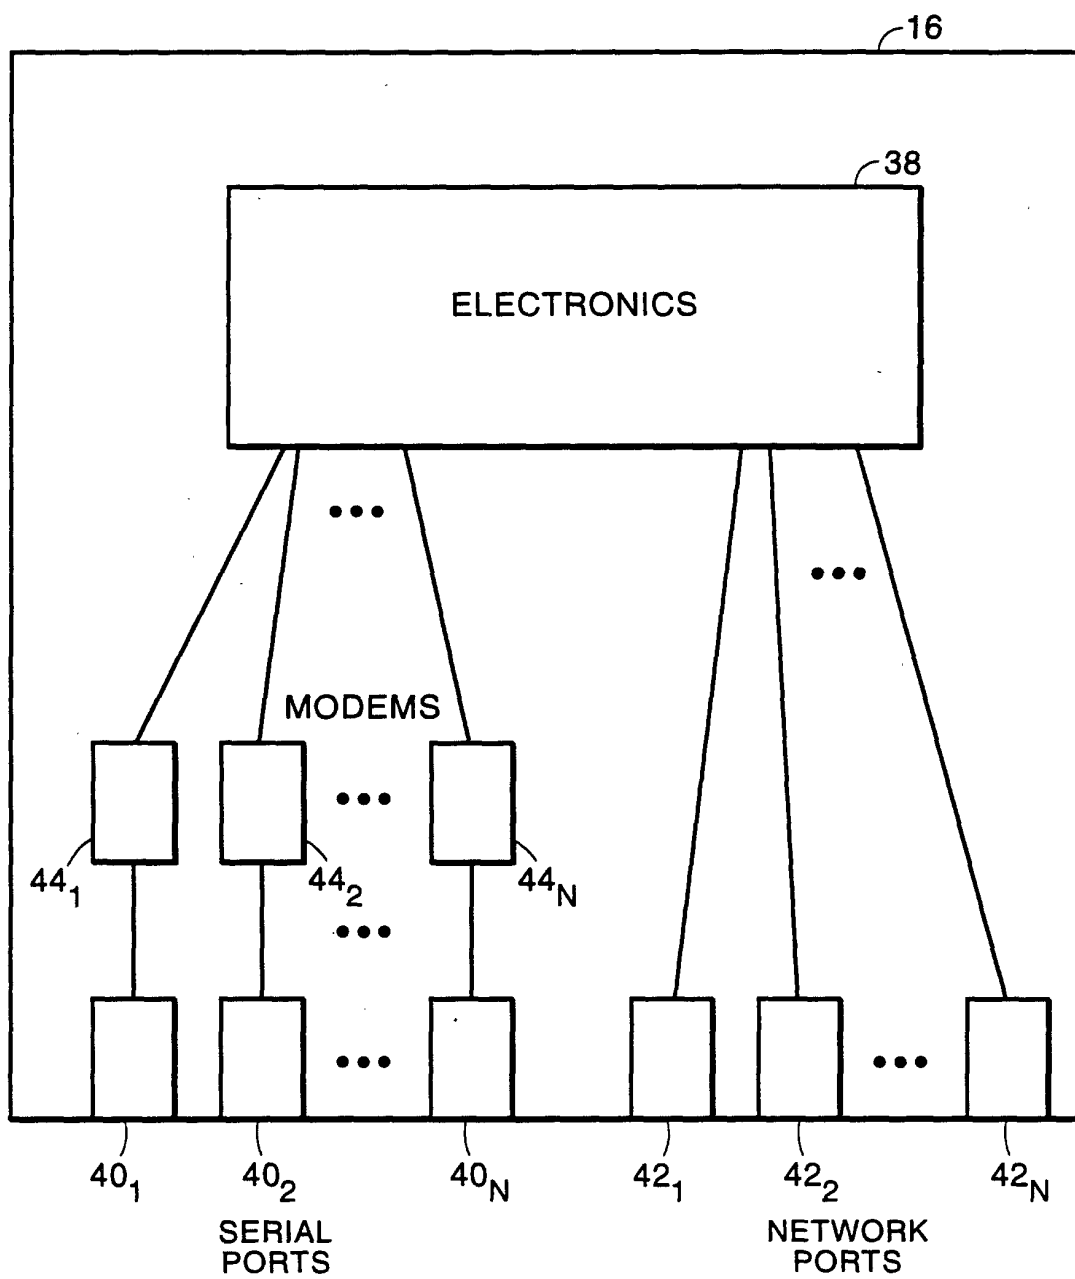 16
38
ELECTRONICS
MODEMS
44₁ 44₂ 44N
40₁ 40₂ 40N 42₁ 42₂ 42N
SERIAL PORTS
NETWORK PORTS